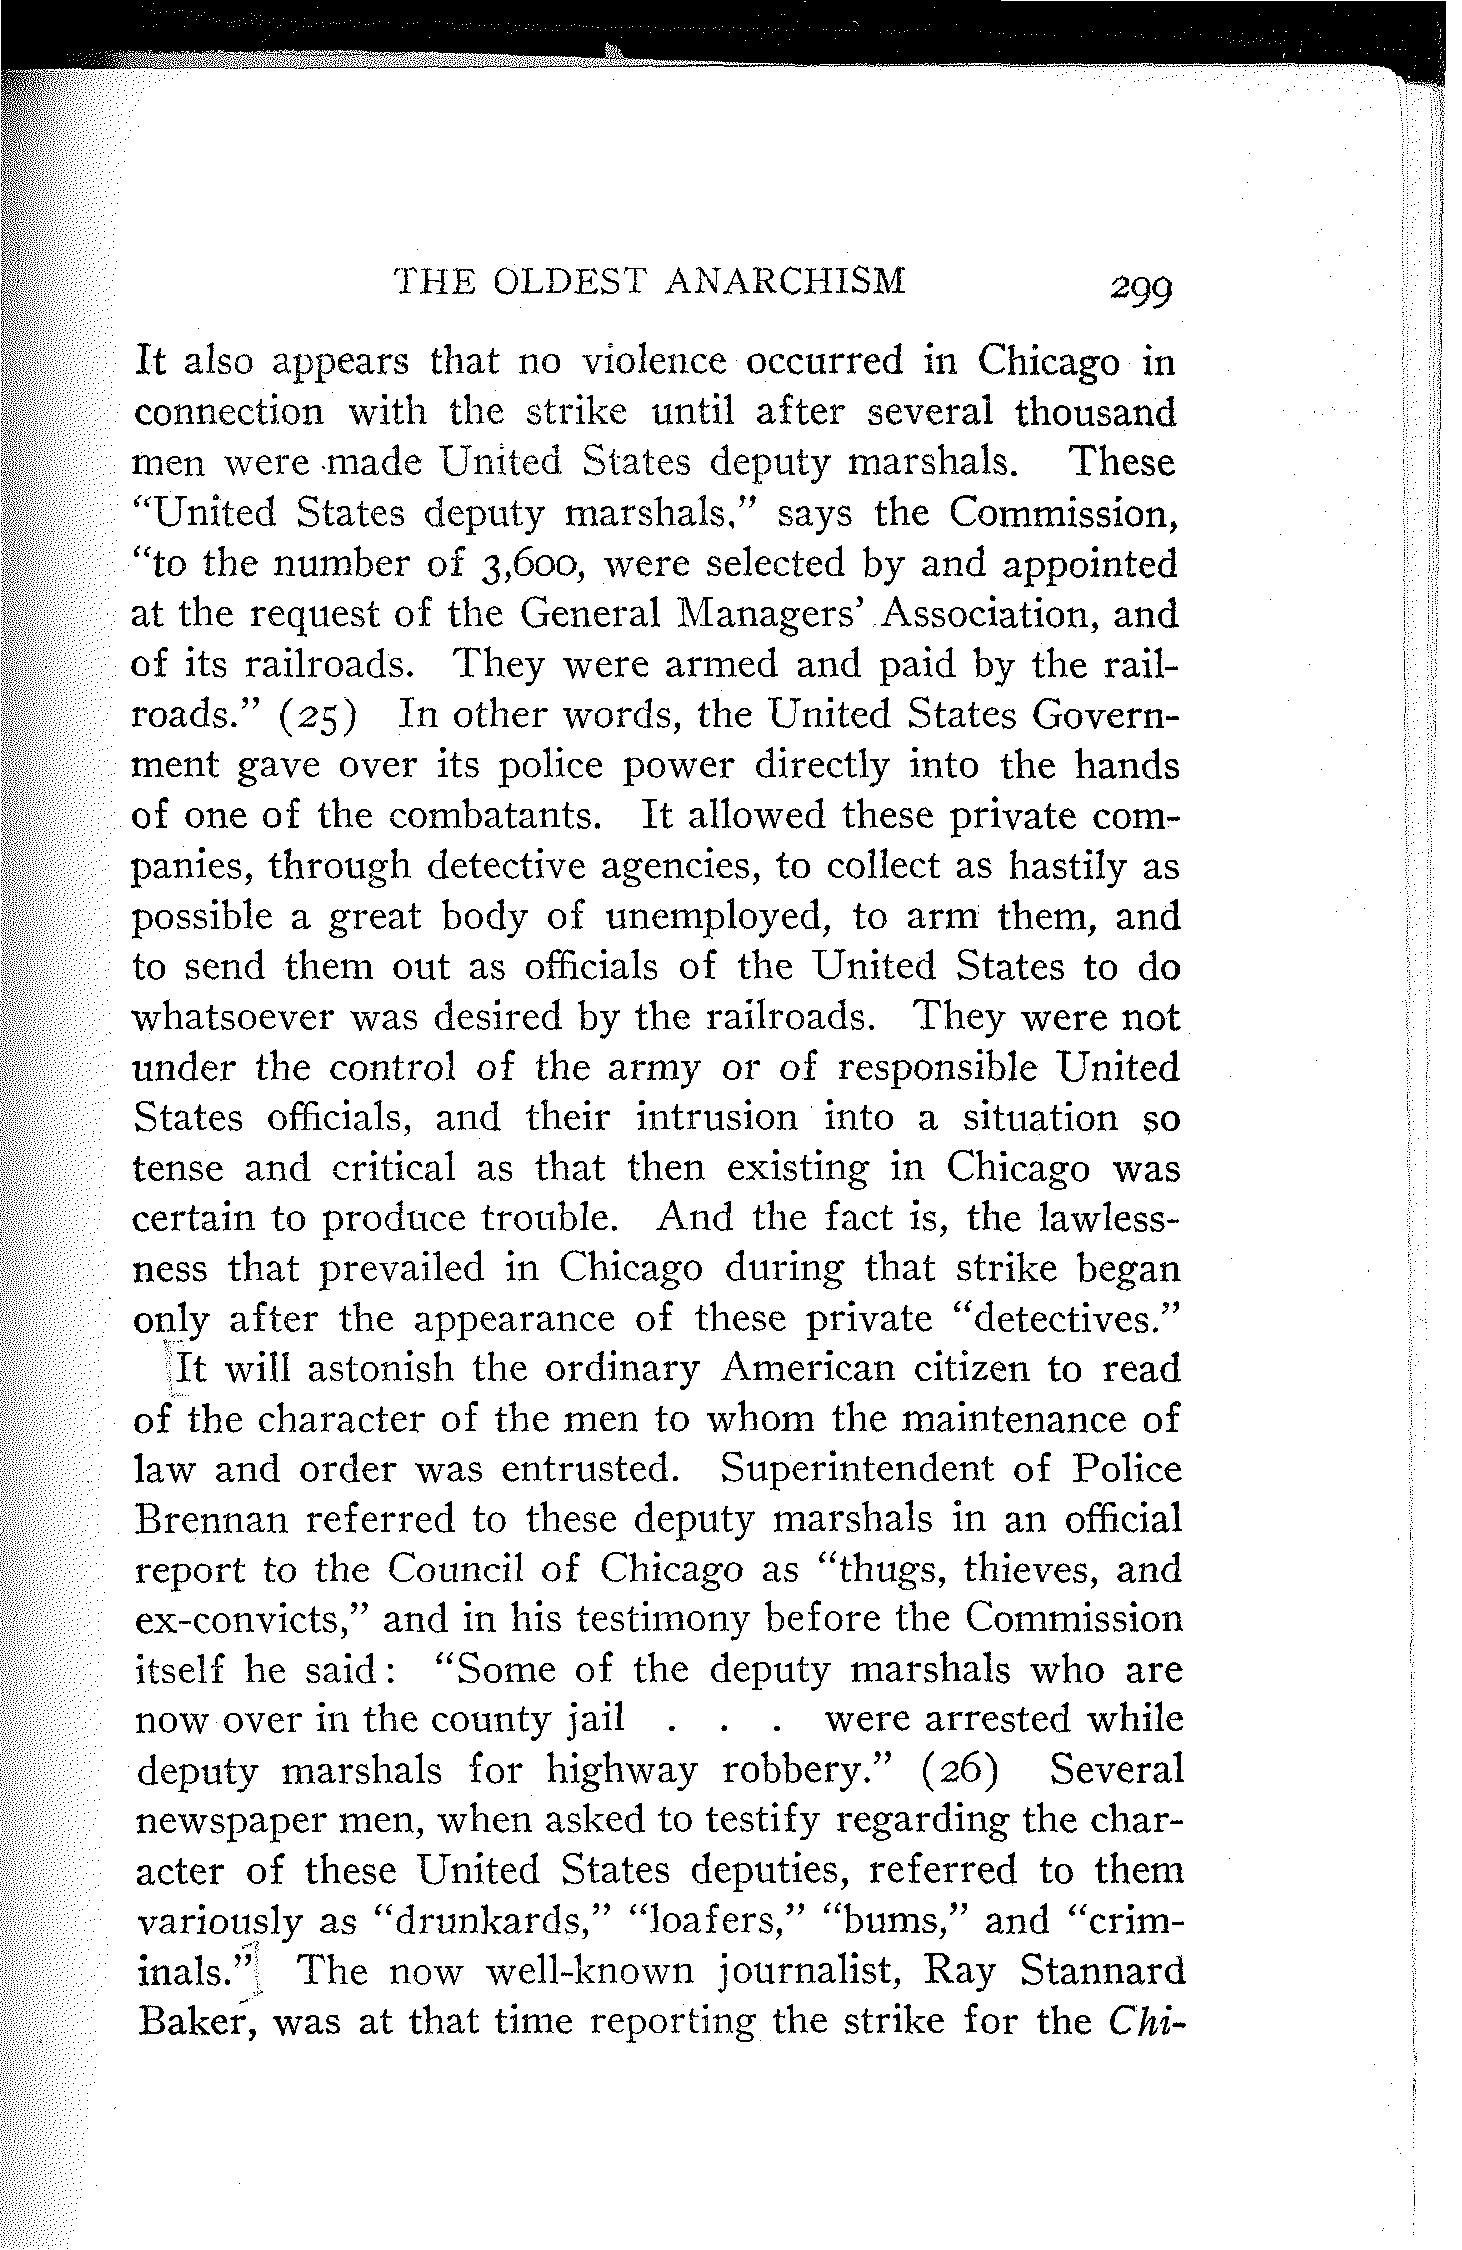 THE OLDEST ANARCHISM 299
It also appears that no violence occurred in Chicago in
connection with the strike until after several thousand
men were made United States deputy marshals. These
“United States deputy marshals,” says the Commission,
“to the number of 3,600, were selected by and appointed
at the request of the General Managers’ Association, and
of its railroads. They were armed and paid by the rail-
roads.” (25) In other words, the United States Govern-
ment gave over its police power directly into the hands
of one of the combatants. It allowed these private com-
panies, through detective agencies, to collect as hastily as
possible a great body of unemployed, to arm them, and
to send them out as officials of the United States to do
whatsoever was desired by the railroads. They were not
under the control of the army or of responsible United
States officials, and their intrusion into a situation so
tense and critical as that then existing in Chicago was
certain to produce trouble. And the fact is, the lawless-
ness that prevailed in Chicago during that strike began
only after the appearance of these private “detectives.”
It will astonish the ordinary American citizen to read
of the character of the men to whom the maintenance of
law and order was entrusted. Superintendent of Police
Brennan referred to these deputy marshals in an official
report to the Council of Chicago as “thugs, thieves, and
ex-convicts,” and in his testimony before the Commission
itself he said: “Some of the deputy marshals who are
now over in the county jail . . . were arrested while
deputy marshals for highway robbery.” (26) Several
newspaper men, when asked to testify regarding the char-
acter of these United States deputies, referred to them
variously as “drunkards,” “loafers,” “bums,” and “crim-
inals.” The now well-known journalist, Ray Stannard
Baker, was at that time reporting the strike for the Chi-